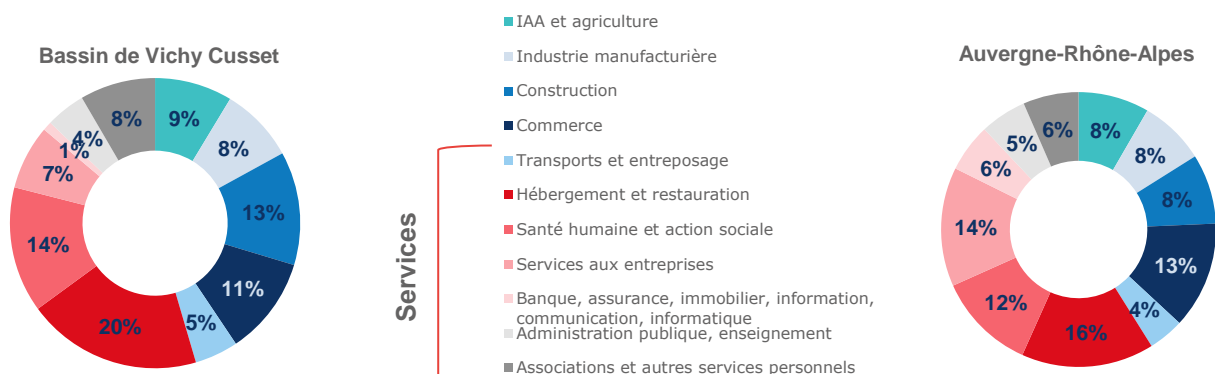 Bassin de Vichy Cusset
9%
8%
13%
11%
5%
20%
14%
7%
1%
4%
8%
Services
IAA et agriculture
Industrie manufacturière
Construction
Commerce
Transports et entreposage
Hébergement et restauration
Santé humaine et action sociale
Services aux entreprises
Banque, assurance, immobilier, information,
communication, informatique
Administration publique, enseignement
Associations et autres services personnels
Auvergne-Rhône-Alpes
8%
8%
8%
13%
4%
16%
12%
14%
6%
5%
6%